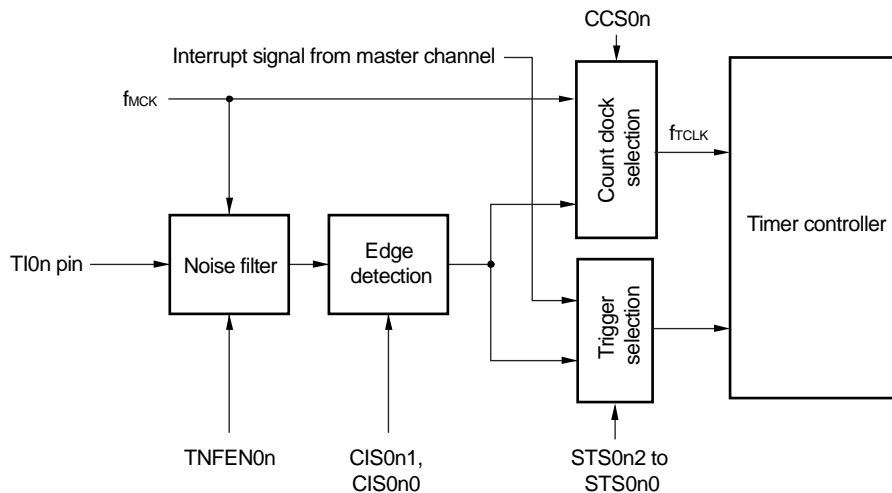 CCS0n
Interrupt signal from master channel
fMCK
Count clock
selection
fTCLK
Timer controller
TI0n pin
Noise filter
Edge
detection
Trigger
selection
TNFEN0n
CIS0n1,
CIS0n0
STS0n2 to
STS0n0